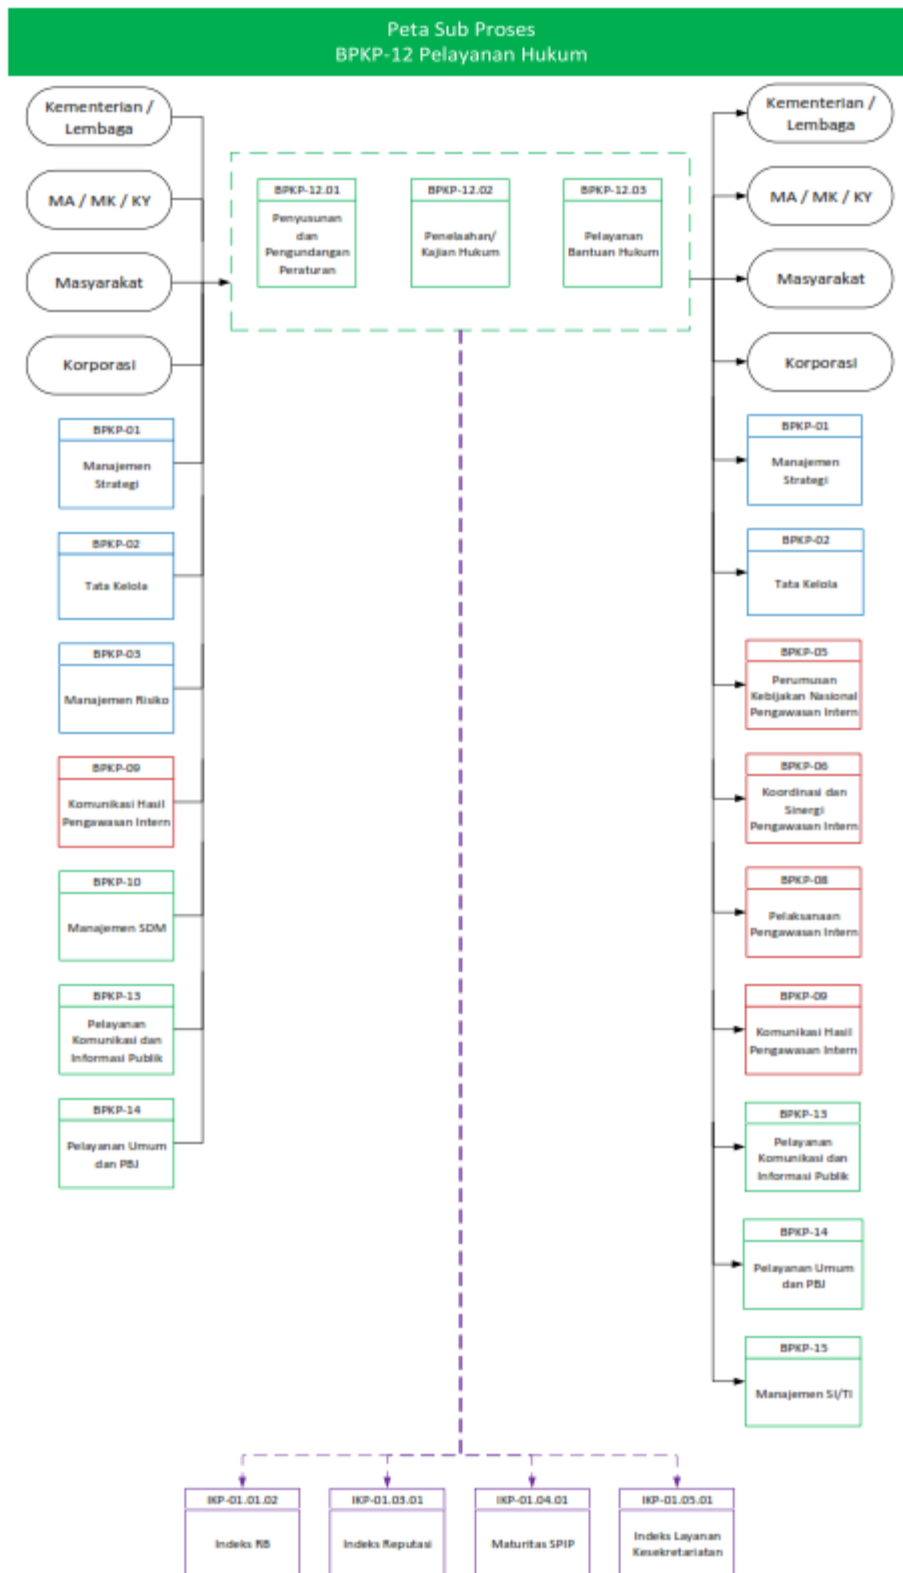 Peta Sub Proses
BPKP-12 Pelayanan Hukum
Kementerian /
Lembaga
MA / MK / KY
Masyarakat
Korporasi
BPKP-01
Manajemen
Strategi
BPKP-02
Tata Kelola
BPKP-03
Manajemen Risiko
BPKP-09
Komunikasi Hasil
Pengawasan Intern
BPKP-10
Manajemen SDM
BPKP-13
Pelayanan
Komunikasi dan
Informasi Publik
BPKP-14
Pelayanan Umum
dan PBJ
BPKP-12.01
Penyusunan
dan
Pengundangan
Peraturan
BPKP-12.02
Penelaahan/
Kajian Hukum
BPKP-12.03
Pelayanan
Bantuan Hukum
Kementerian /
Lembaga
MA / MK / KY
Masyarakat
Korporasi
BPKP-01
Manajemen
Strategi
BPKP-02
Tata Kelola
BPKP-05
Perumusan
Kebijakan Nasional
Pengawasan Intern
BPKP-06
Koordinasi dan
Sinergi
Pengawasan Intern
BPKP-08
Pelaksanaan
Pengawasan Intern
BPKP-09
Komunikasi Hasil
Pengawasan Intern
BPKP-13
Pelayanan
Komunikasi dan
Informasi Publik
BPKP-14
Pelayanan Umum
dan PBJ
BPKP-15
Manajemen SI/TI
IKP-01.01.02
Indeks RB
IKP-01.03.01
Indeks Reputasi
IKP-01.04.01
Maturitas SPIP
IKP-01.05.01
Indeks Layanan
Kesekretariatan